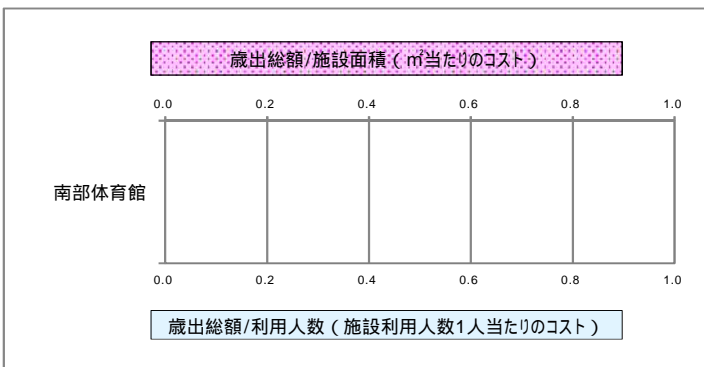 歳出総額/施設面積(㎡当たりのコスト)
0.0 0.2 0.4 0.6 0.8 1.0
南部体育館
0.0 0.2 0.4 0.6 0.8 1.0
歳出総額/利用人数(施設利用人数1人当たりのコスト)